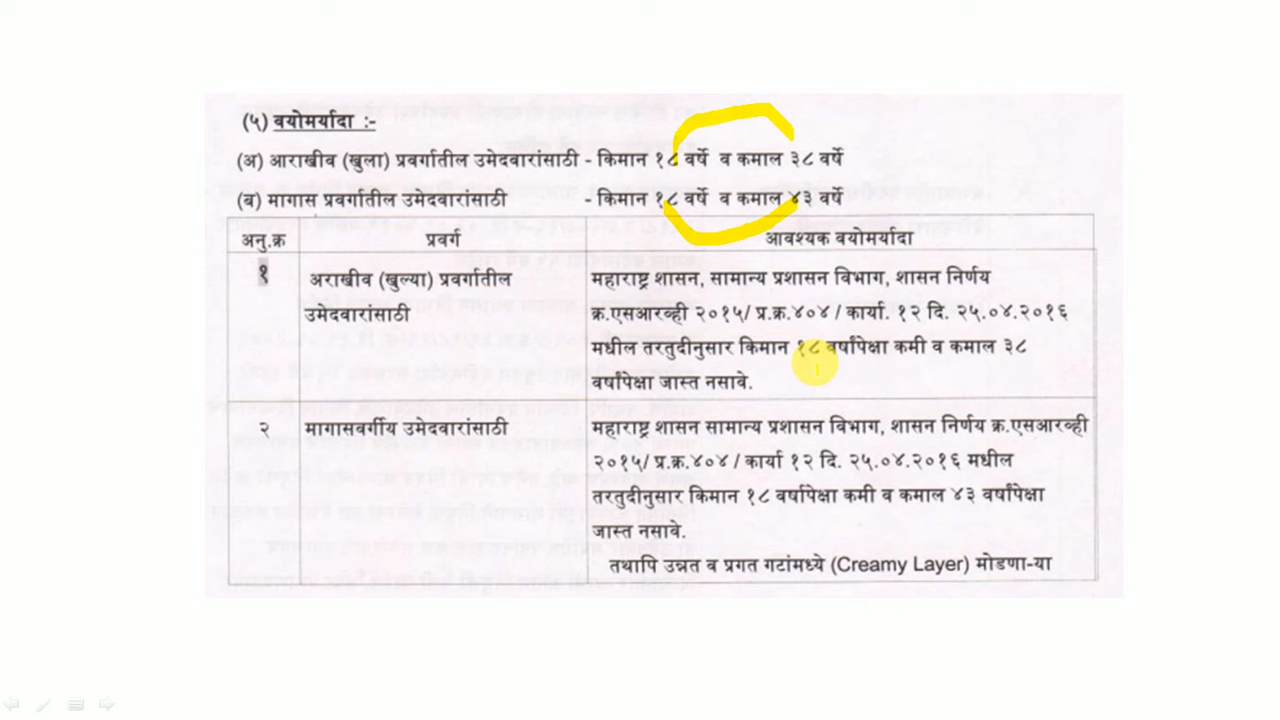 (५) वयोमर्यादा :-
(अ) आराखीव (खुला) प्रवर्गातील उमेदवारांसाठी - किमान १८ वर्षे व कमाल ३८ वर्षे
(ब) मागास प्रवर्गातील उमेदवारांसाठी - किमान १८ वर्षे व कमाल ४३ वर्षे
अनु.क्र प्रवर्ग आवश्यक वयोमर्यादा
१ अराखीव (खुल्या) प्रवर्गातील महाराष्ट्र शासन, सामान्य प्रशासन विभाग, शासन निर्णय
उमेदवारांसाठी क्र.एसआरव्ही २०१५/ प्र.क्र.४०४ / कार्या. १२ दि. २५.०४.२०१६
मधील तरतुदीनुसार किमान १८ वर्षांपेक्षा कमी व कमाल ३८
वर्षांपेक्षा जास्त नसावे.
२ मागासवर्गीय उमेदवारांसाठी महाराष्ट्र शासन सामान्य प्रशासन विभाग, शासन निर्णय क्र.एसआरव्ही
२०१५/ प्र.क्र.४०४ / कार्या १२ दि. २५.०४.२०१६ मधील
तरतुदीनुसार किमान १८ वर्षापेक्षा कमी व कमाल ४३ वर्षांपेक्षा
जास्त नसावे.
तथापि उन्नत व प्रगत गटांमध्ये (Creamy Layer) मोडणा-या